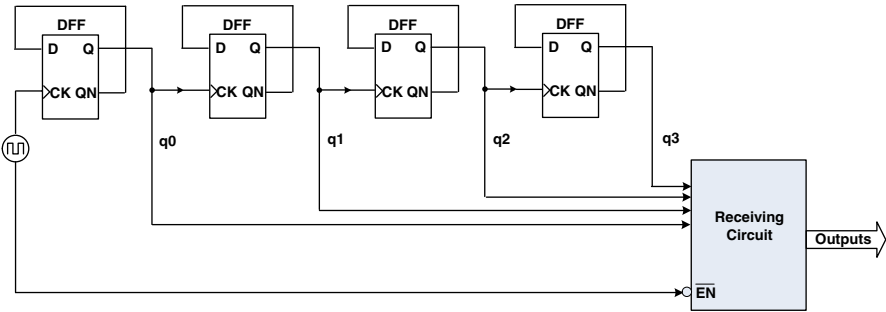 DFF DFF DFF DFF
D Q D Q D Q D Q
CK QN CK QN CK QN CK QN
q0 q1 q2 q3
Receiving
Circuit
Outputs
E̅N̅